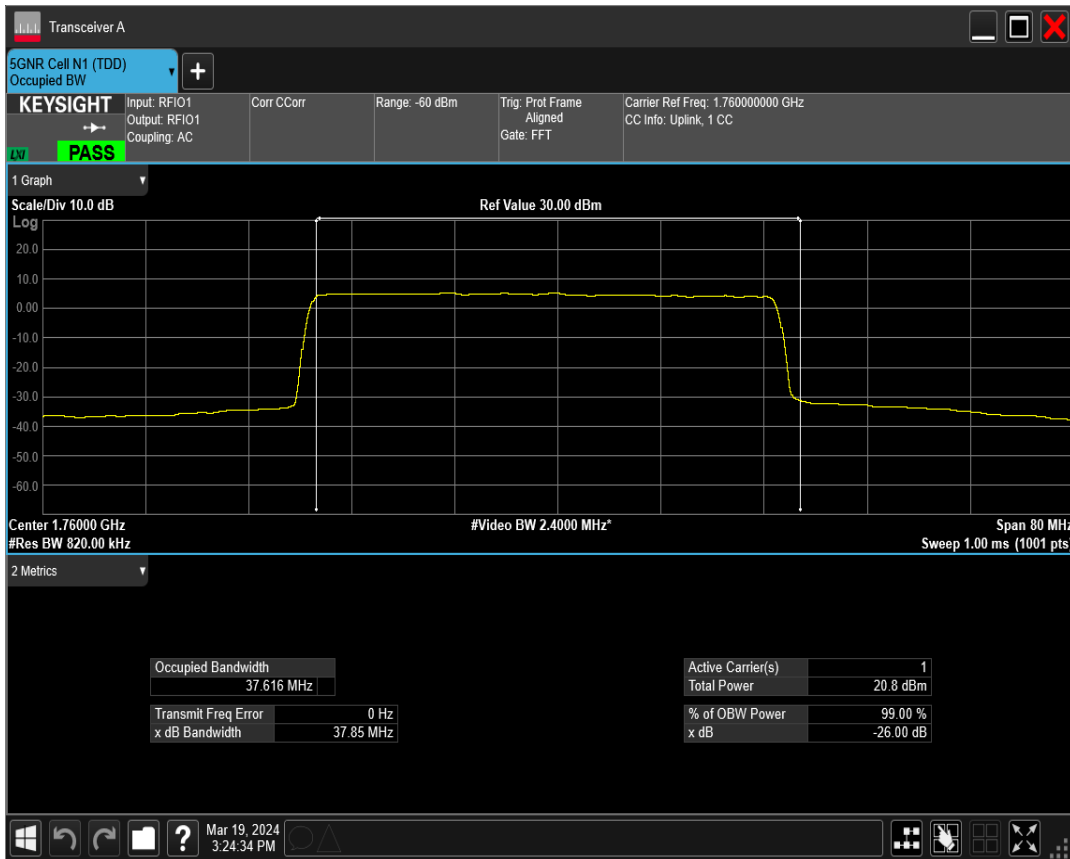 Transceiver A
5GNR Cell N1 (TDD)
Occupied BW
+
KEYSIGHT
LXI
PASS
Input: RFIO1
Output: RFIO1
Coupling: AC
Corr CCorr
Range: -60 dBm
Trig: Prot Frame
Aligned
Gate: FFT
Carrier Ref Freq: 1.760000000 GHz
CC Info: Uplink, 1 CC
1 Graph
Scale/Div 10.0 dB
Ref Value 30.00 dBm
Log
20.0
10.0
0.00
-10.0
-20.0
-30.0
-40.0
-50.0
-60.0
Center 1.76000 GHz
#Video BW 2.4000 MHz*
Span 80 MHz
#Res BW 820.00 kHz
Sweep 1.00 ms (1001 pts)
2 Metrics
Occupied Bandwidth
37.616 MHz
Transmit Freq Error 0 Hz
x dB Bandwidth 37.85 MHz
Active Carrier(s) 1
Total Power 20.8 dBm
% of OBW Power 99.00 %
x dB -26.00 dB
?
Mar 19, 2024
3:24:34 PM